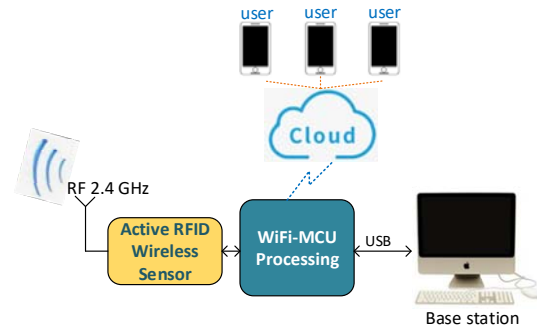 user user user
Cloud
RF 2.4 GHz
Active RFID
Wireless
Sensor
WiFi-MCU
Processing
USB
Base station